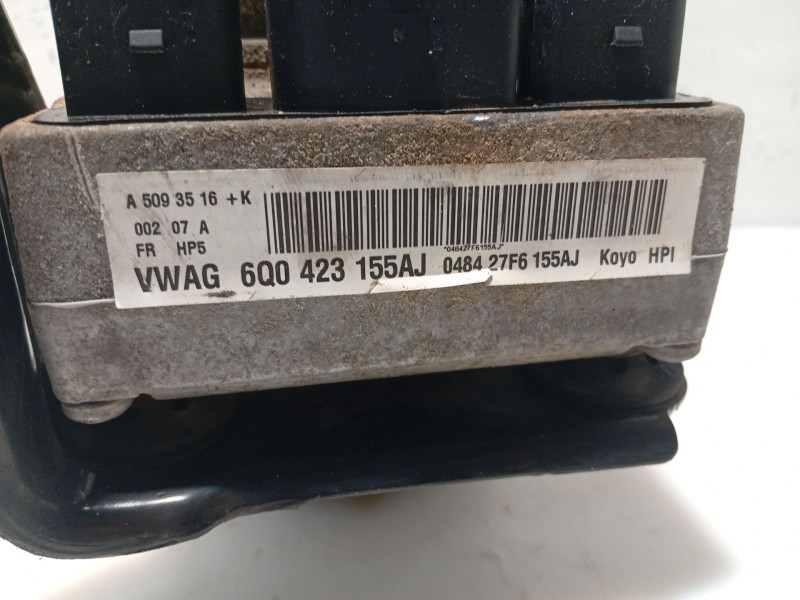 A 509 35 16 +K
002 07 A
FR HP5
*048427F6155AJ*
VWAG 6Q0 423 155AJ 0484 27F6 155AJ Koyo HPI